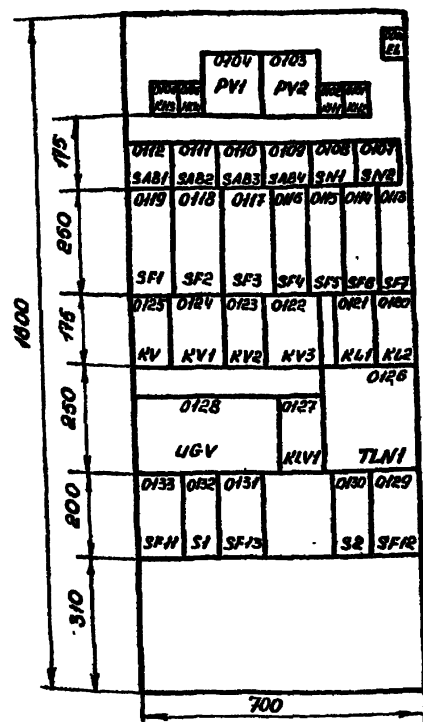 EL
0104 0103
PV1 PV2
175
0112 0111 0110 0109 0108 0107
SAB1 SAB2 SAB3 SAB4 SN1 SN2
260
0119 0118 0117 0116 0115 0114 0113
SF1 SF2 SF3 SF4 SF5 SF6 SF7
1800
175
0125 0124 0123 0122 0121 0120
KV KV1 KV2 KV3 KL1 KL2
0126
250
0128 0127
UGV KLV1 TLN1
200
0133 0132 0131 0130 0129
SF11 S1 SF13 S2 SF12
310
700